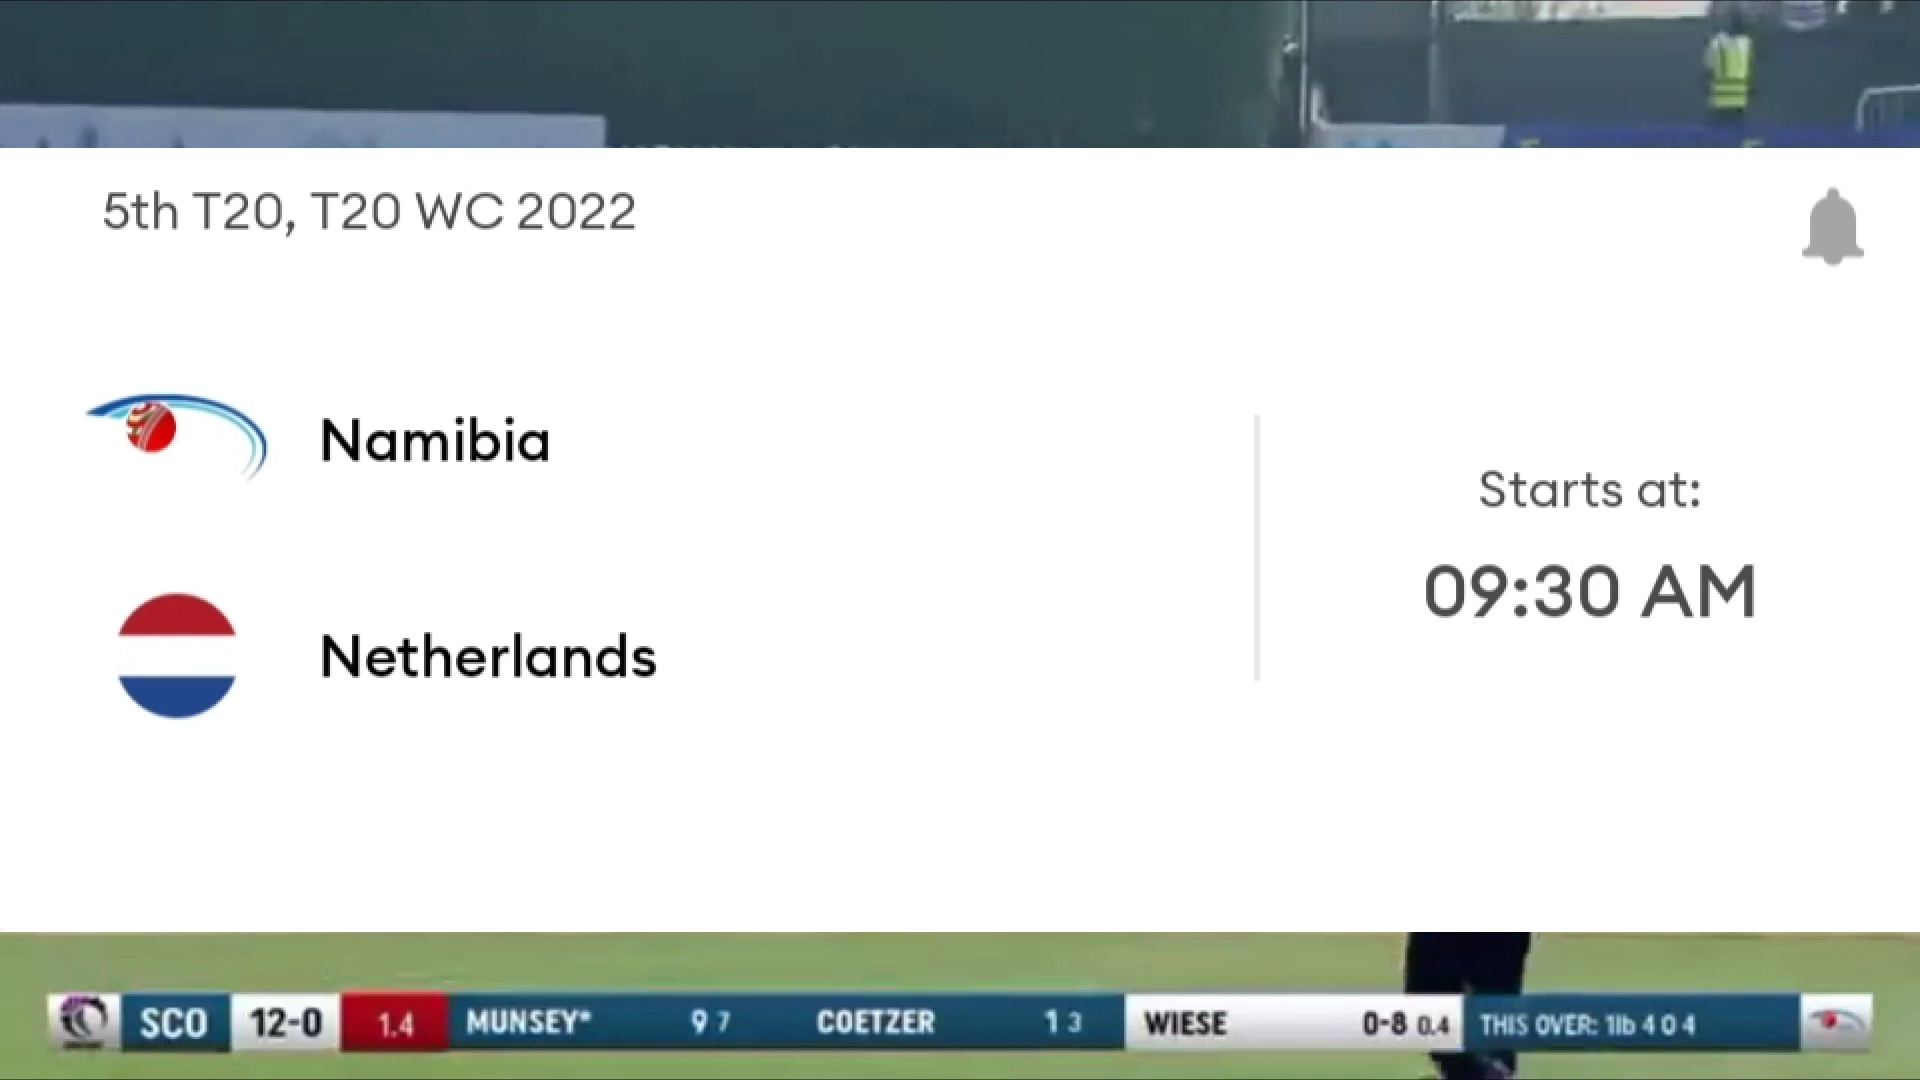 5th T20, T20 WC 2022
Namibia
Starts at:
09:30 AM
Netherlands
SCO 12-0 1.4 MUNSEY* 9 7 COETZER 1 3 WIESE 0-8 0.4 THIS OVER: 1lb 4 0 4